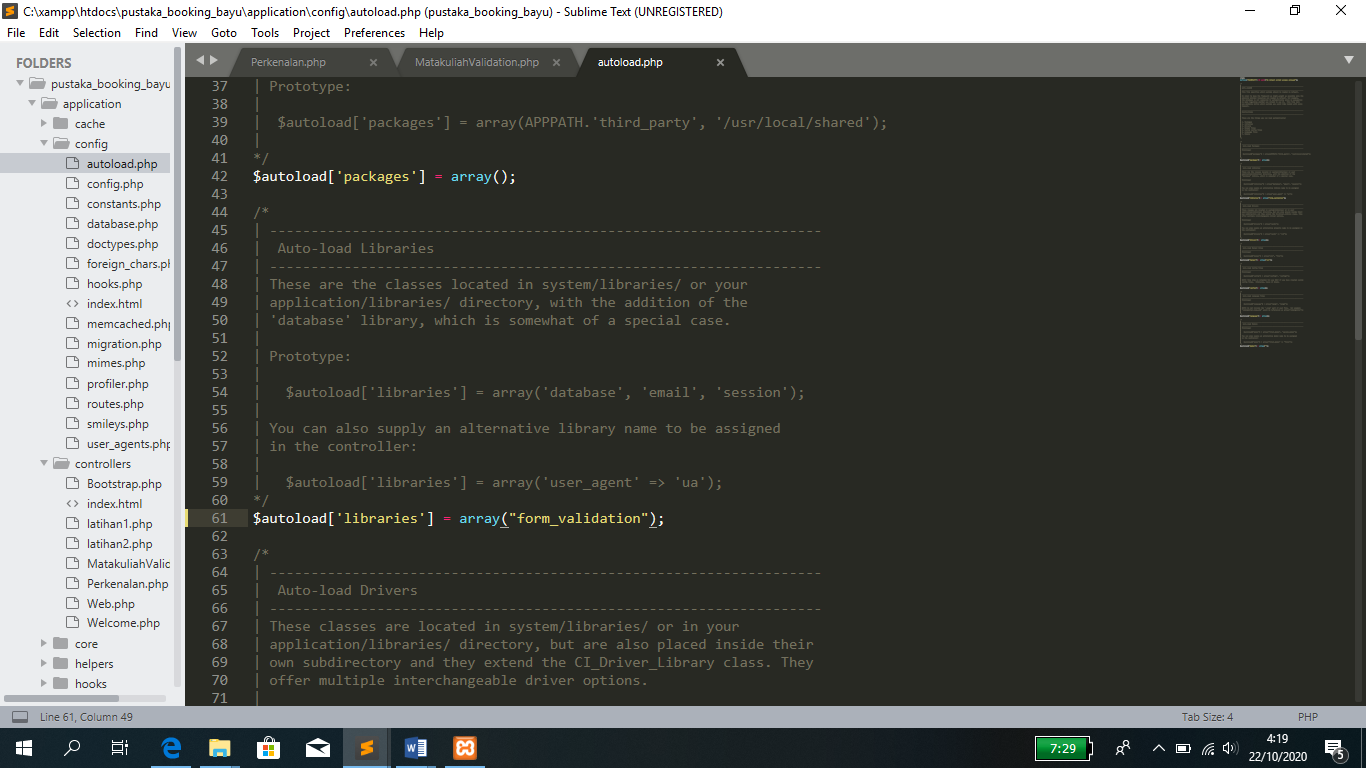 C:\xampp\htdocs\pustaka_booking_bayu\application\config\autoload.php (pustaka_booking_bayu) - Sublime Text (UNREGISTERED)
File Edit Selection Find View Goto Tools Project Preferences Help
FOLDERS
pustaka_booking_bayu
application
cache
config
autoload.php
config.php
constants.php
database.php
doctypes.php
foreign_chars.ph
hooks.php
index.html
memcached.php
migration.php
mimes.php
profiler.php
routes.php
smileys.php
user_agents.php
controllers
Bootstrap.php
index.html
latihan1.php
latihan2.php
MatakuliahValid
Perkenalan.php
Web.php
Welcome.php
core
helpers
hooks
Perkenalan.php × MatakuliahValidation.php × autoload.php ×
37 | Prototype:
38 |
39 |  $autoload['packages'] = array(APPPATH.'third_party', '/usr/local/shared');
40 |
41 */
42 $autoload['packages'] = array();
43
44 /*
45 | -------------------------------------------------------------------
46 |  Auto-load Libraries
47 | -------------------------------------------------------------------
48 | These are the classes located in system/libraries/ or your
49 | application/libraries/ directory, with the addition of the
50 | 'database' library, which is somewhat of a special case.
51 |
52 | Prototype:
53 |
54 |   $autoload['libraries'] = array('database', 'email', 'session');
55 |
56 | You can also supply an alternative library name to be assigned
57 | in the controller:
58 |
59 |   $autoload['libraries'] = array('user_agent' => 'ua');
60 */
61 $autoload['libraries'] = array("form_validation");
62
63 /*
64 | -------------------------------------------------------------------
65 |  Auto-load Drivers
66 | -------------------------------------------------------------------
67 | These classes are located in system/libraries/ or in your
68 | application/libraries/ directory, but are also placed inside their
69 | own subdirectory and they extend the CI_Driver_Library class. They
70 | offer multiple interchangeable driver options.
71 |
Line 61, Column 49
Tab Size: 4 PHP
7:29
4:19
22/10/2020
5